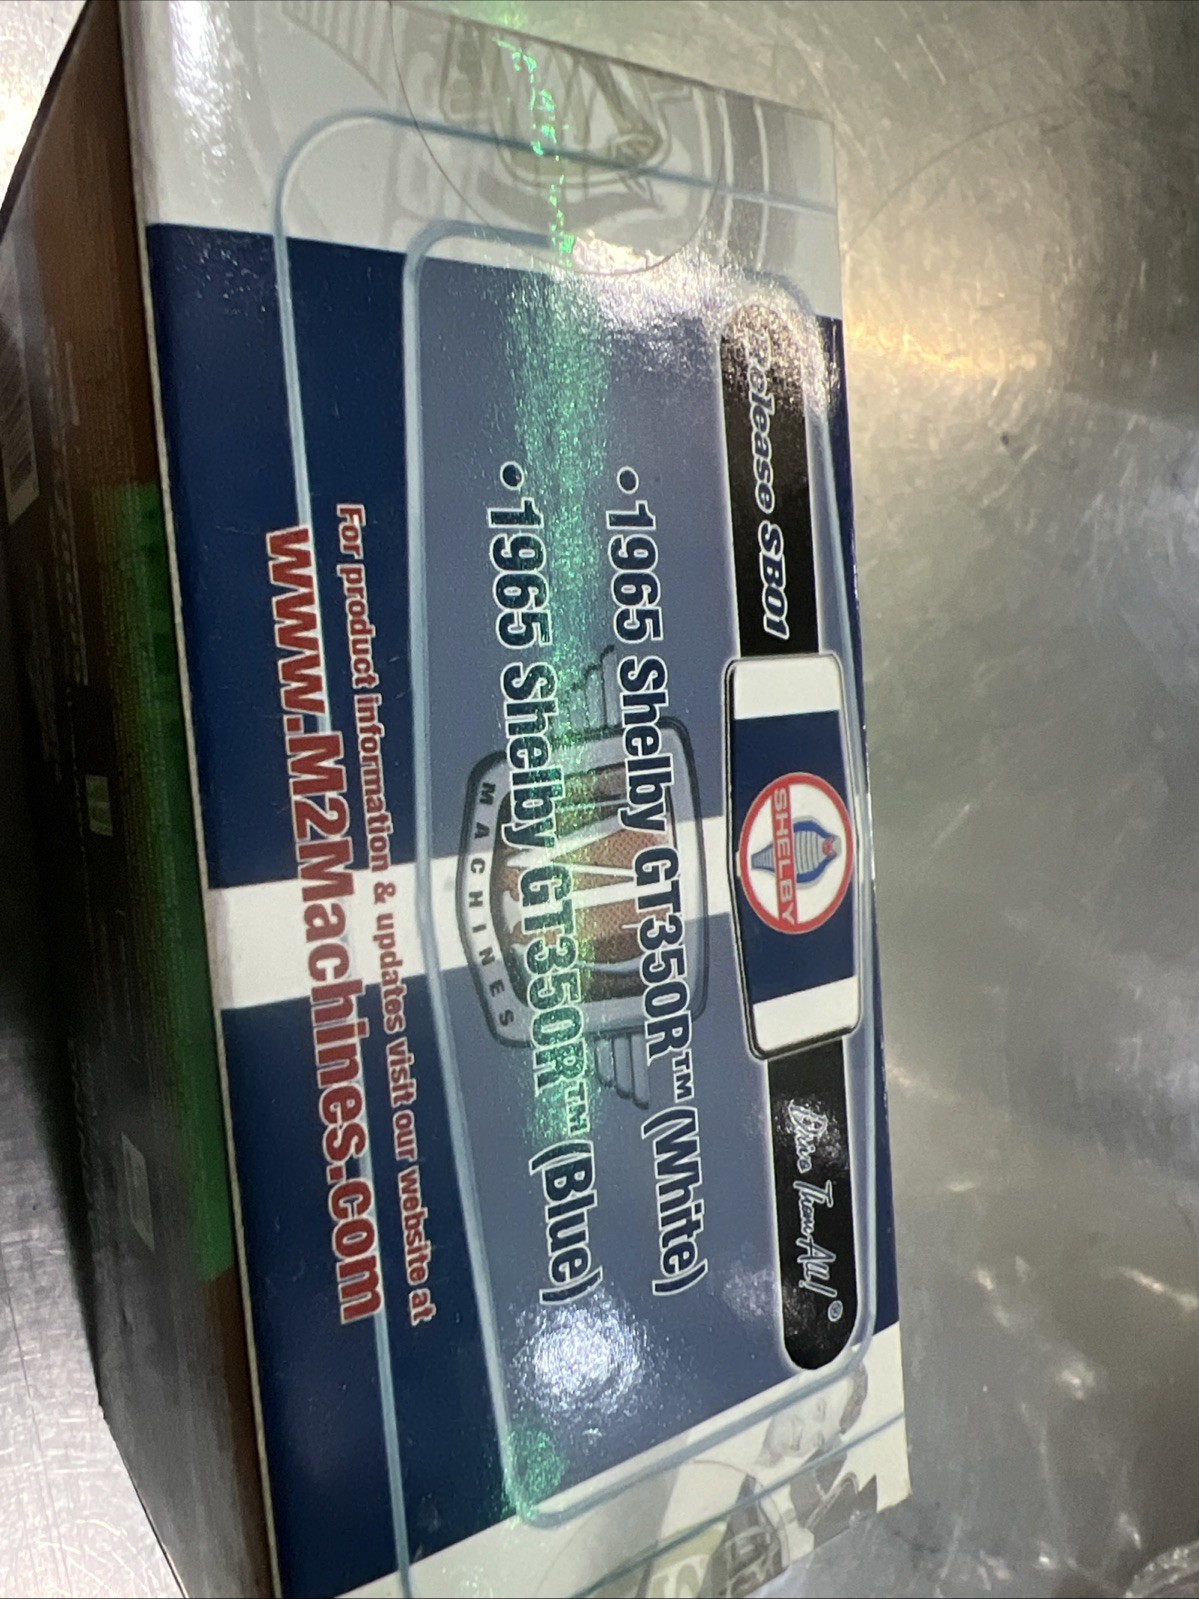 Release SB01
SHELBY
Drive Them All!®
•1965 Shelby GT350R™ (White)
•1965 Shelby GT350R™ (Blue)
MACHINES
For product information & updates visit our website at
www.M2Machines.com